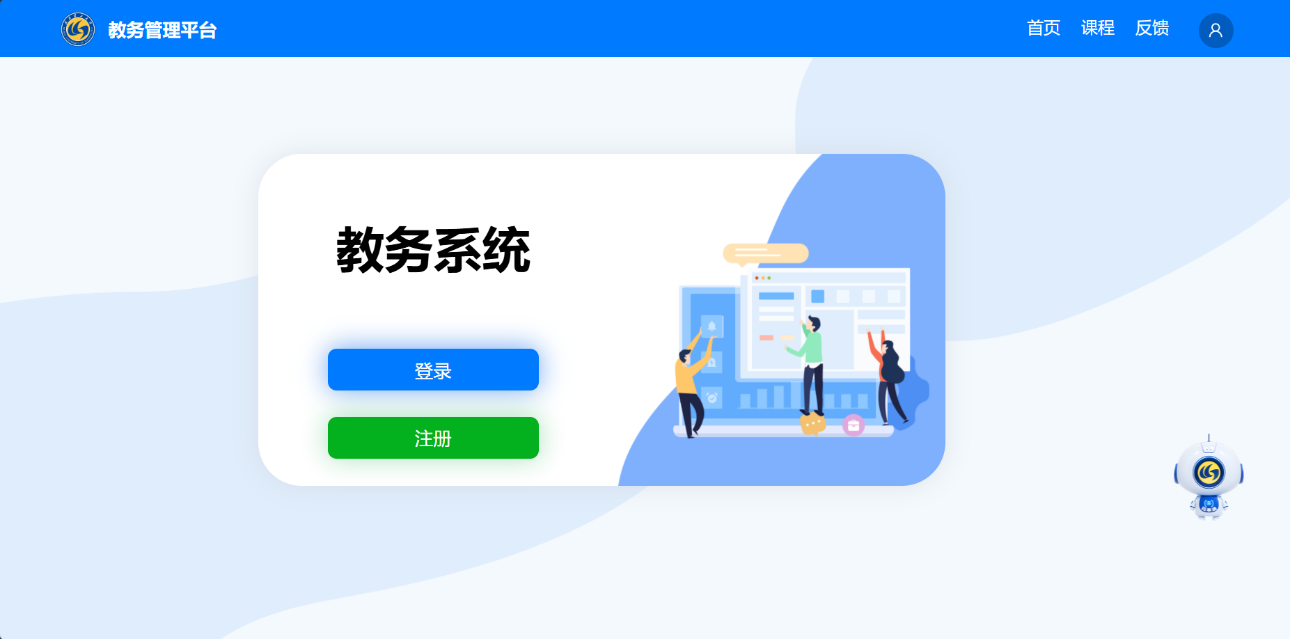 教务管理平台
首页 课程 反馈
教务系统
登录
注册